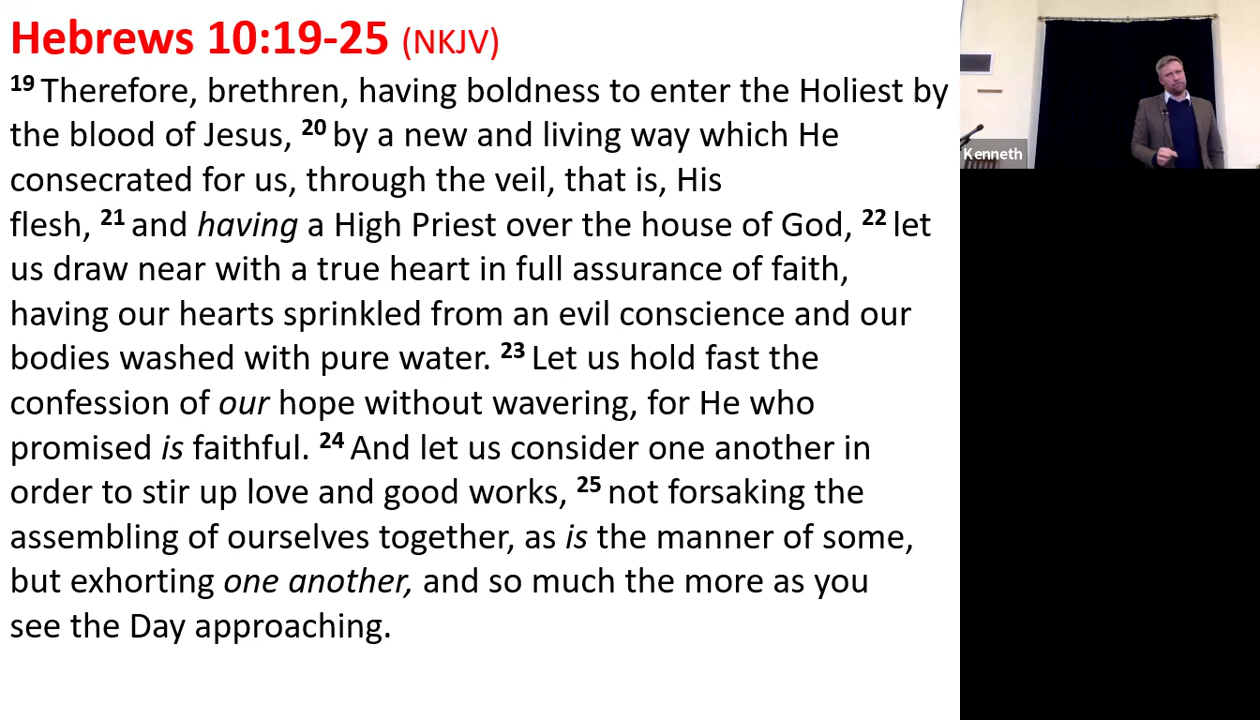 Hebrews 10:19-25 (NKJV)
19 Therefore, brethren, having boldness to enter the Holiest by
the blood of Jesus, 20 by a new and living way which He
consecrated for us, through the veil, that is, His
flesh, 21 and having a High Priest over the house of God, 22 let
us draw near with a true heart in full assurance of faith,
having our hearts sprinkled from an evil conscience and our
bodies washed with pure water. 23 Let us hold fast the
confession of our hope without wavering, for He who
promised is faithful. 24 And let us consider one another in
order to stir up love and good works, 25 not forsaking the
assembling of ourselves together, as is the manner of some,
but exhorting one another, and so much the more as you
see the Day approaching.
Kenneth